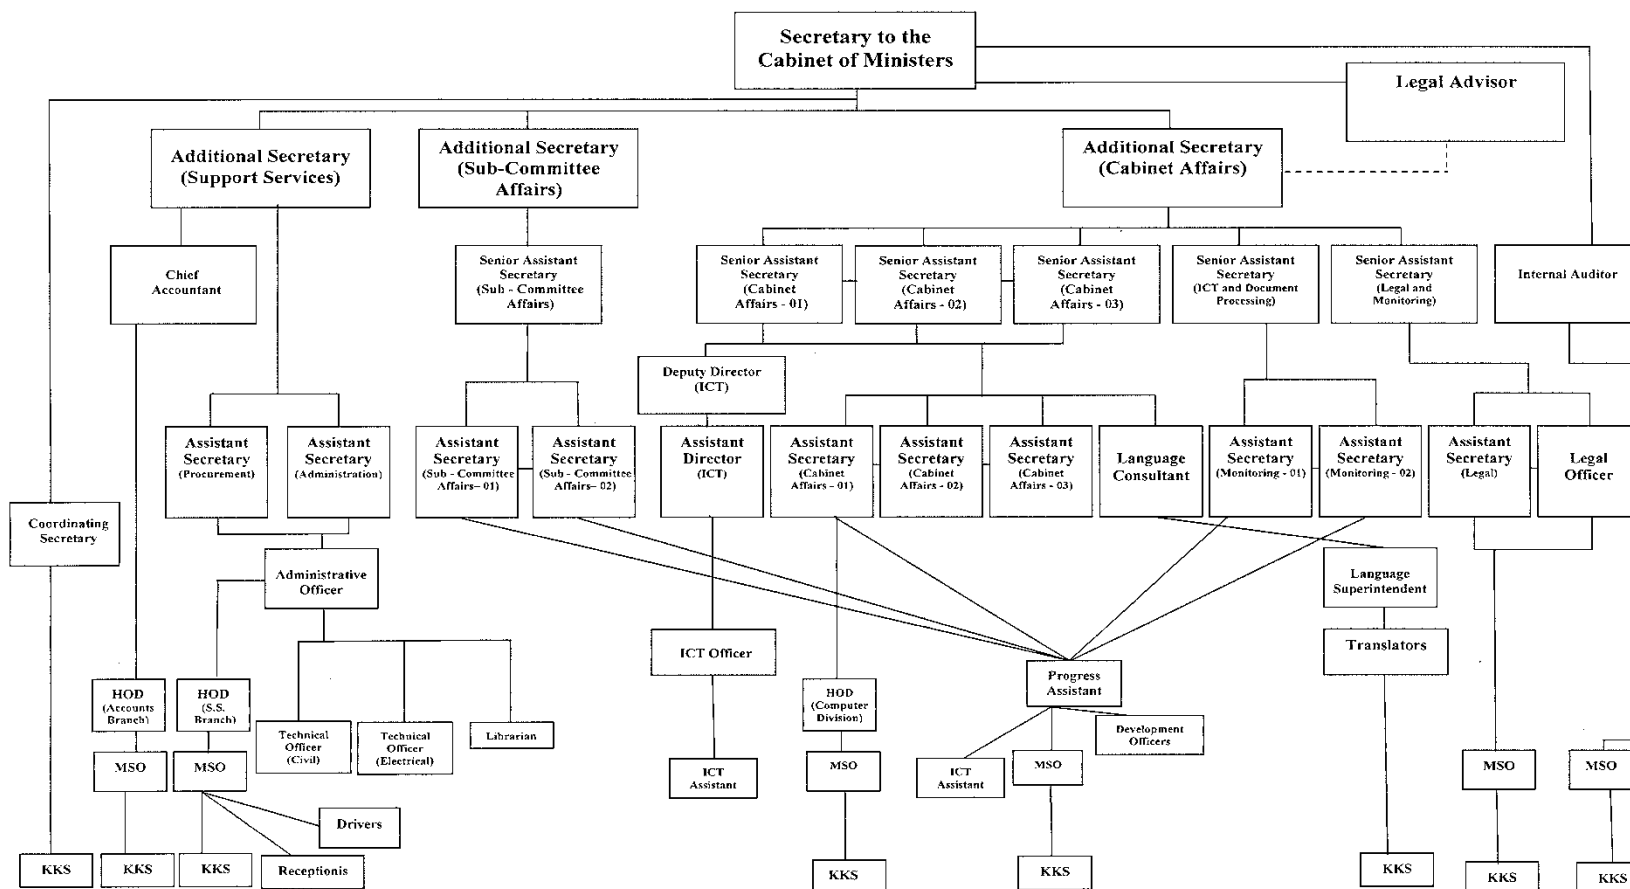 Secretary to the
Cabinet of Ministers
Legal Advisor
Additional Secretary
(Support Services)
Additional Secretary
(Sub-Committee
Affairs)
Additional Secretary
(Cabinet Affairs)
Chief
Accountant
Senior Assistant
Secretary
(Sub - Committee
Affairs)
Senior Assistant
Secretary
(Cabinet
Affairs - 01)
Senior Assistant
Secretary
(Cabinet
Affairs - 02)
Senior Assistant
Secretary
(Cabinet
Affairs - 03)
Senior Assistant
Secretary
(ICT and Document
Processing)
Senior Assistant
Secretary
(Legal and
Monitoring)
Internal Auditor
Deputy Director
(ICT)
Assistant
Secretary
(Procurement)
Assistant
Secretary
(Administration)
Assistant
Secretary
(Sub - Committee
Affairs– 01)
Assistant
Secretary
(Sub - Committee
Affairs– 02)
Assistant
Director
(ICT)
Assistant
Secretary
(Cabinet
Affairs - 01)
Assistant
Secretary
(Cabinet
Affairs - 02)
Assistant
Secretary
(Cabinet
Affairs - 03)
Language
Consultant
Assistant
Secretary
(Monitoring - 01)
Assistant
Secretary
(Monitoring - 02)
Assistant
Secretary
(Legal)
Legal
Officer
Coordinating
Secretary
Administrative
Officer
Language
Superintendent
ICT Officer
Translators
Progress
Assistant
HOD
(Accounts
Branch)
HOD
(S.S.
Branch)
HOD
(Computer
Division)
Technical
Officer
(Civil)
Technical
Officer
(Electrical)
Librarian
Development
Officers
MSO
MSO
ICT
Assistant
MSO
ICT
Assistant
MSO
MSO
MSO
Drivers
KKS
KKS
KKS
Receptionis
KKS
KKS
KKS
KKS
KKS